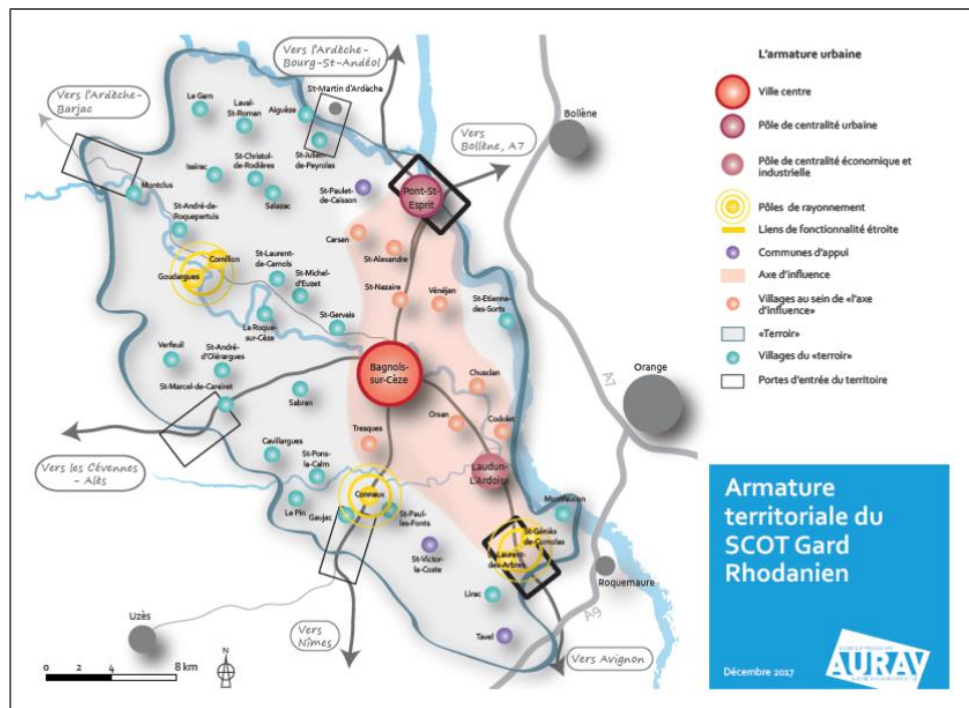 Vers l'Ardèche-
Bourg-St-Andéol
Vers l'Ardèche-
Barjac
St-Martin d'Ardèche
Le Garn
Laval-
St-Roman
Aiguèze
St-Julien-
de-Peyrolas
Issirac
St-Christol-
de-Rodières
Salazac
St-Paulet-
de-Caisson
Montclus
St-André-de-
Roquepertuis
Cornillon
Goudargues
St-Laurent-
de-Carnols
St-Michel-
d'Euzet
La Roque-
sur-Cèze
St-Gervais
Verfeuil
St-André-
d'Olérargues
St-Marcel-de-Careiret
Sabran
Cavillargues
St-Pons-
la-Calm
Le Pin
Gaujac
Connaux
St-Paul-
les-Fonts
St-Victor-
la-Coste
Tresques
Bagnols-
sur-Cèze
Carsan
St-Alexandre
St-Nazaire
Vénéjan
St-Etienne-
des-Sorts
Pont-St-
Esprit
Vers
Bollène, A7
Bollène
Chusclan
Orsan
Codolet
Laudun-
L'Ardoise
Montfaucon
St-Géniès
de-Comolas
Laurent-
des-Arbres
Lirac
Tavel
Roquemaure
Orange
A7
A9
Uzès
Vers les Cévennes
- Alès
Vers
Nîmes
Vers Avignon
0 2 4 8 km
N
L'armature urbaine
Ville centre
Pôle de centralité urbaine
Pôle de centralité économique et
industrielle
Pôles de rayonnement
Liens de fonctionnalité étroite
Communes d'appui
Axe d'influence
Villages au sein de «l'axe
d'influence»
«Terroir»
Villages du «terroir»
Portes d'entrée du territoire
Armature
territoriale du
SCOT Gard
Rhodanien
Décembre 2017
AURAV